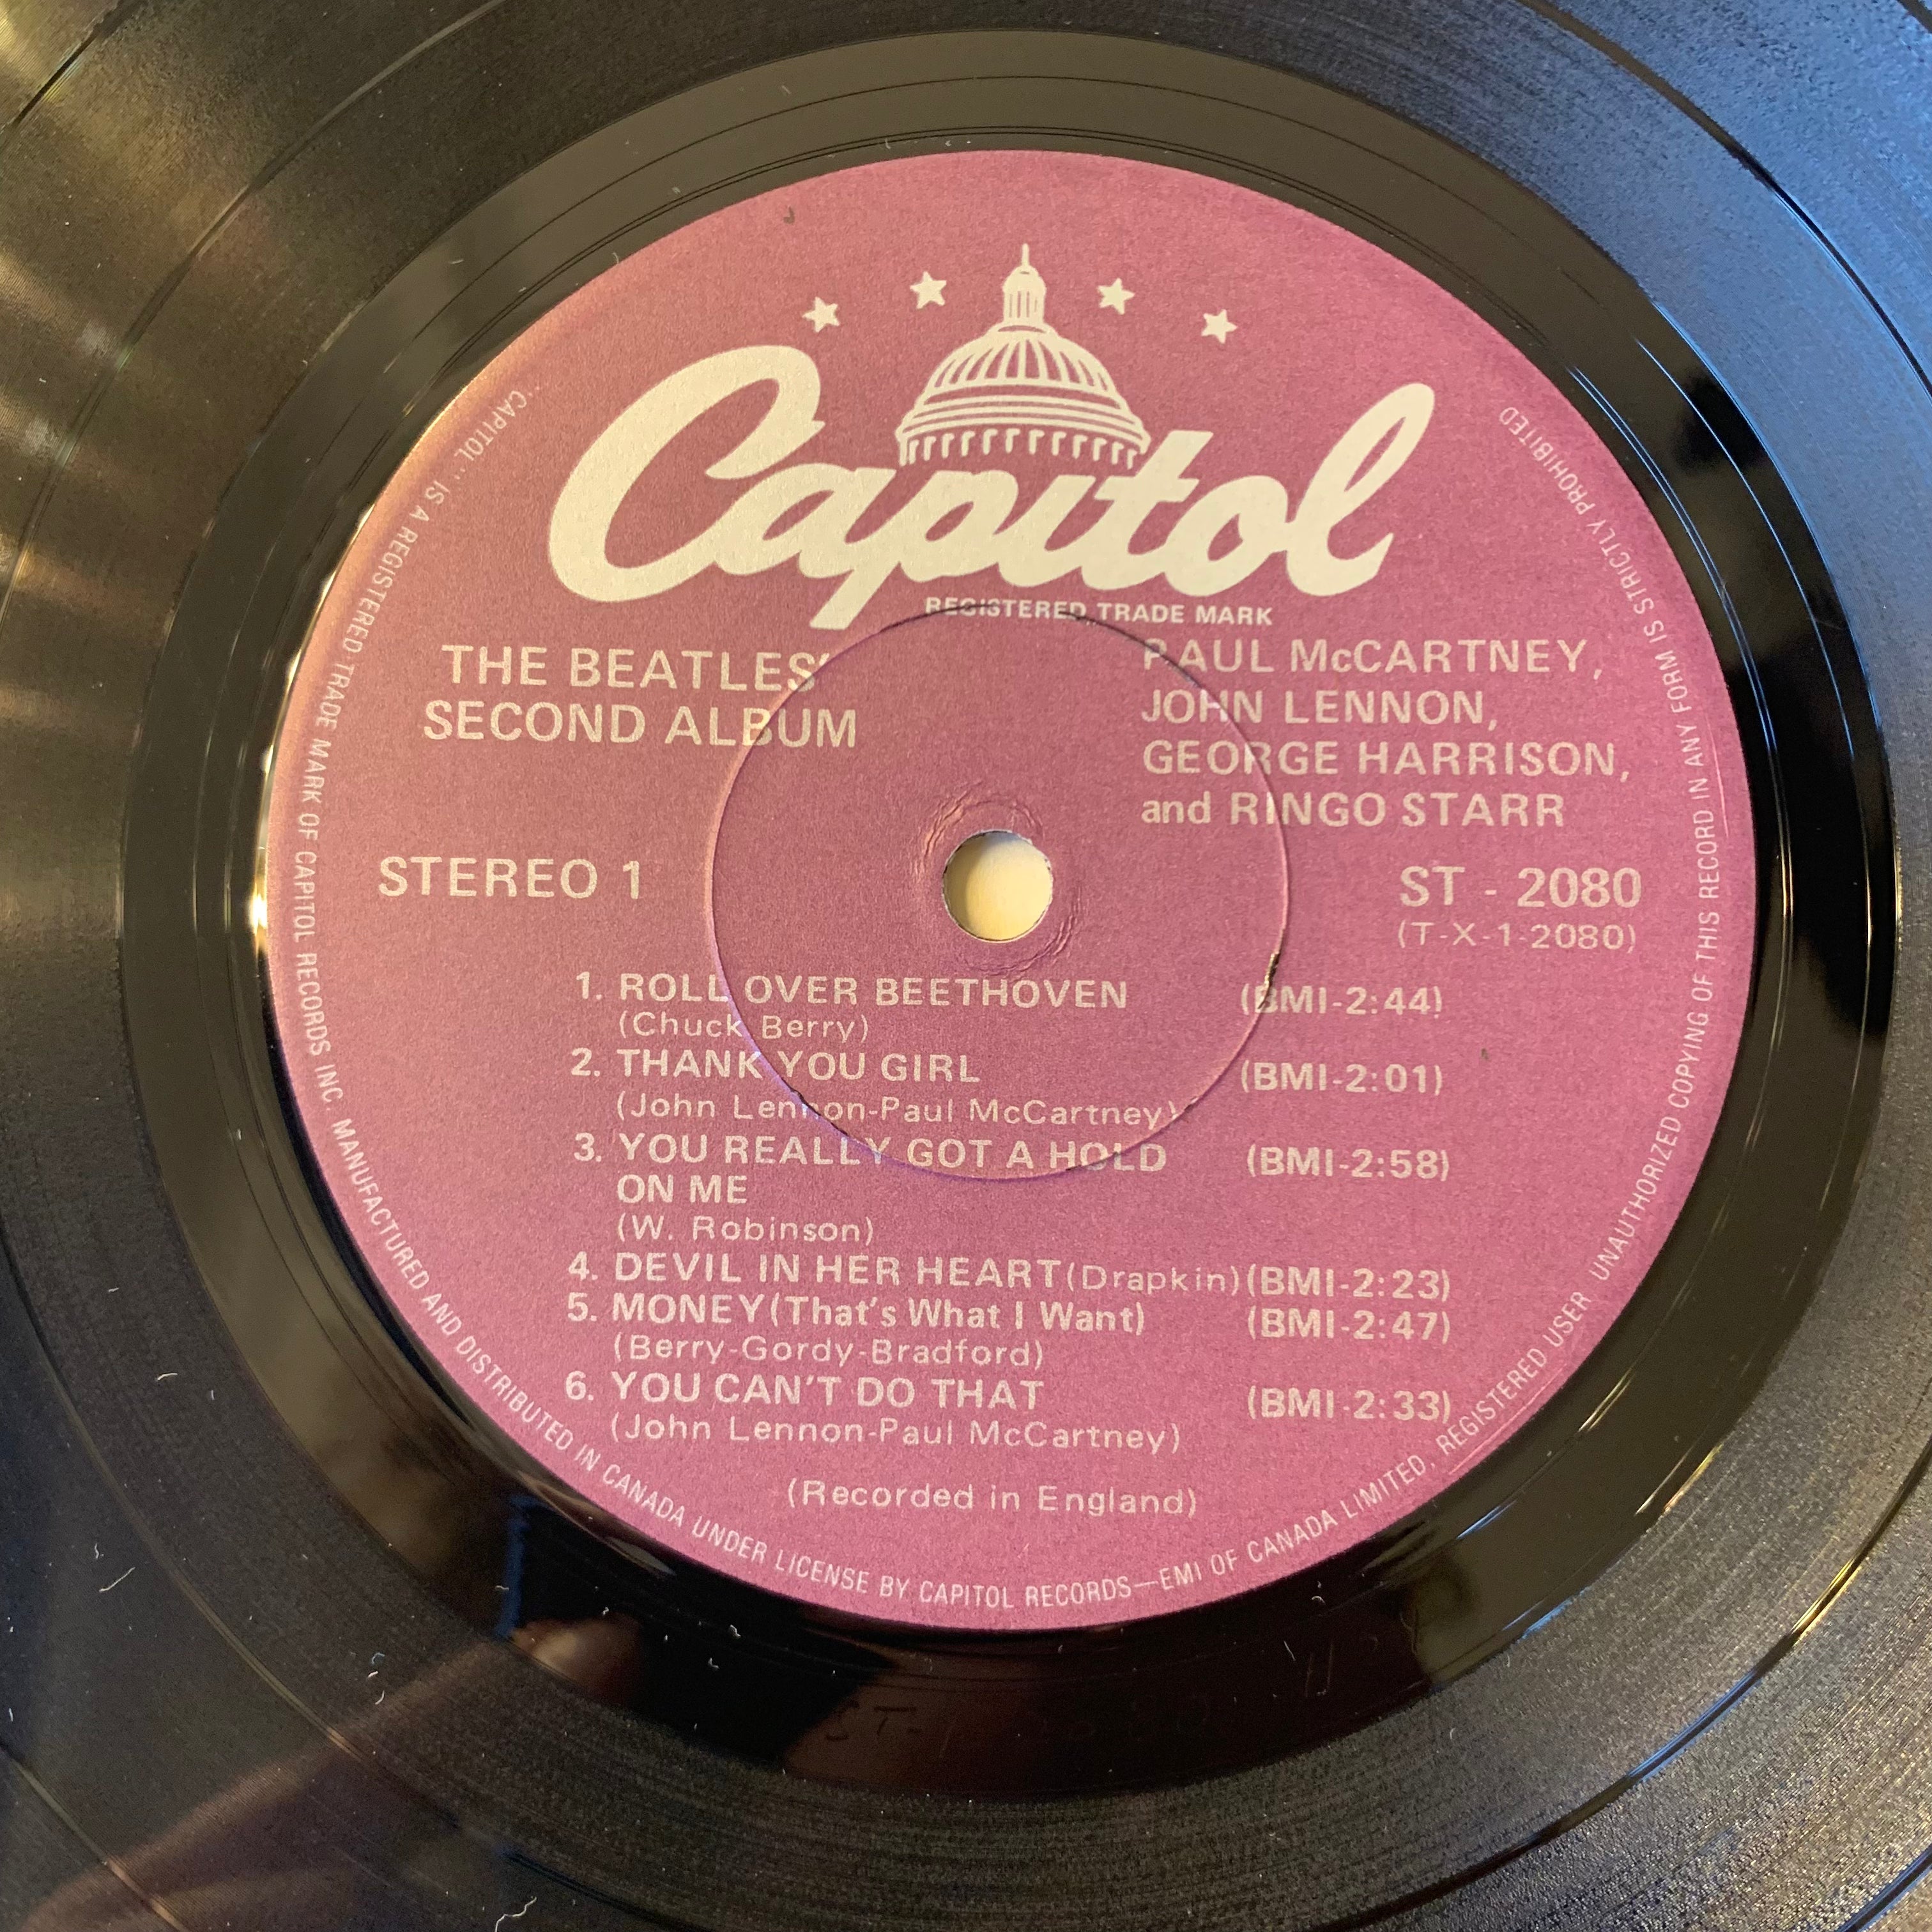 Capitol
REGISTERED TRADE MARK
THE BEATLES'
SECOND ALBUM
PAUL McCARTNEY,
JOHN LENNON,
GEORGE HARRISON,
and RINGO STARR
STEREO 1
ST - 2080
(T-X-1-2080)
1. ROLL OVER BEETHOVEN (BMI-2:44)
(Chuck Berry)
2. THANK YOU GIRL (BMI-2:01)
(John Lennon-Paul McCartney)
3. YOU REALLY GOT A HOLD (BMI-2:58)
ON ME
(W. Robinson)
4. DEVIL IN HER HEART (Drapkin) (BMI-2:23)
5. MONEY (That's What I Want) (BMI-2:47)
(Berry-Gordy-Bradford)
6. YOU CAN'T DO THAT (BMI-2:33)
(John Lennon-Paul McCartney)
(Recorded in England)
"CAPITOL" IS A REGISTERED TRADE MARK OF CAPITOL RECORDS INC. MANUFACTURED AND DISTRIBUTED IN CANADA UNDER LICENSE BY CAPITOL RECORDS—EMI OF CANADA LIMITED, REGISTERED USER UNAUTHORIZED COPYING OF THIS RECORD IN ANY FORM IS STRICTLY PROHIBITED